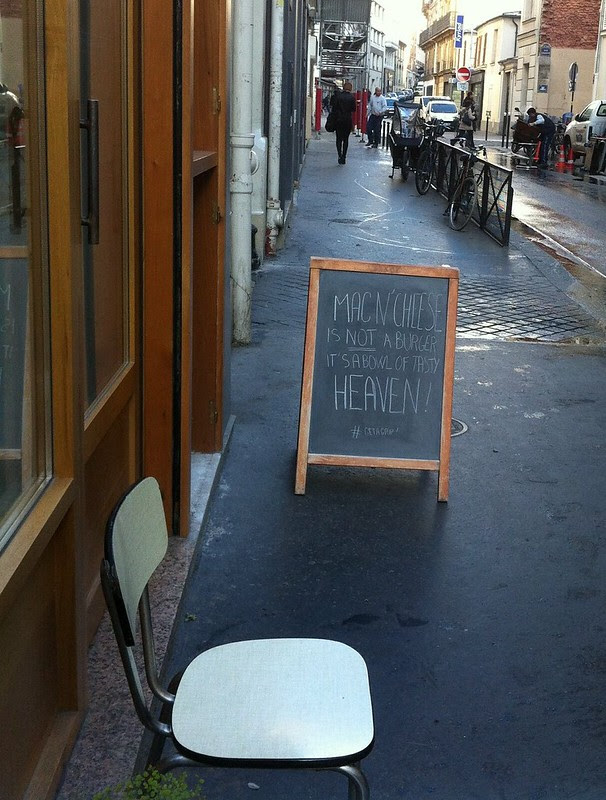 MAC N' CHEESE
IS NOT A BURGER
IT'S A BOWL OF TASTY
HEAVEN!
#